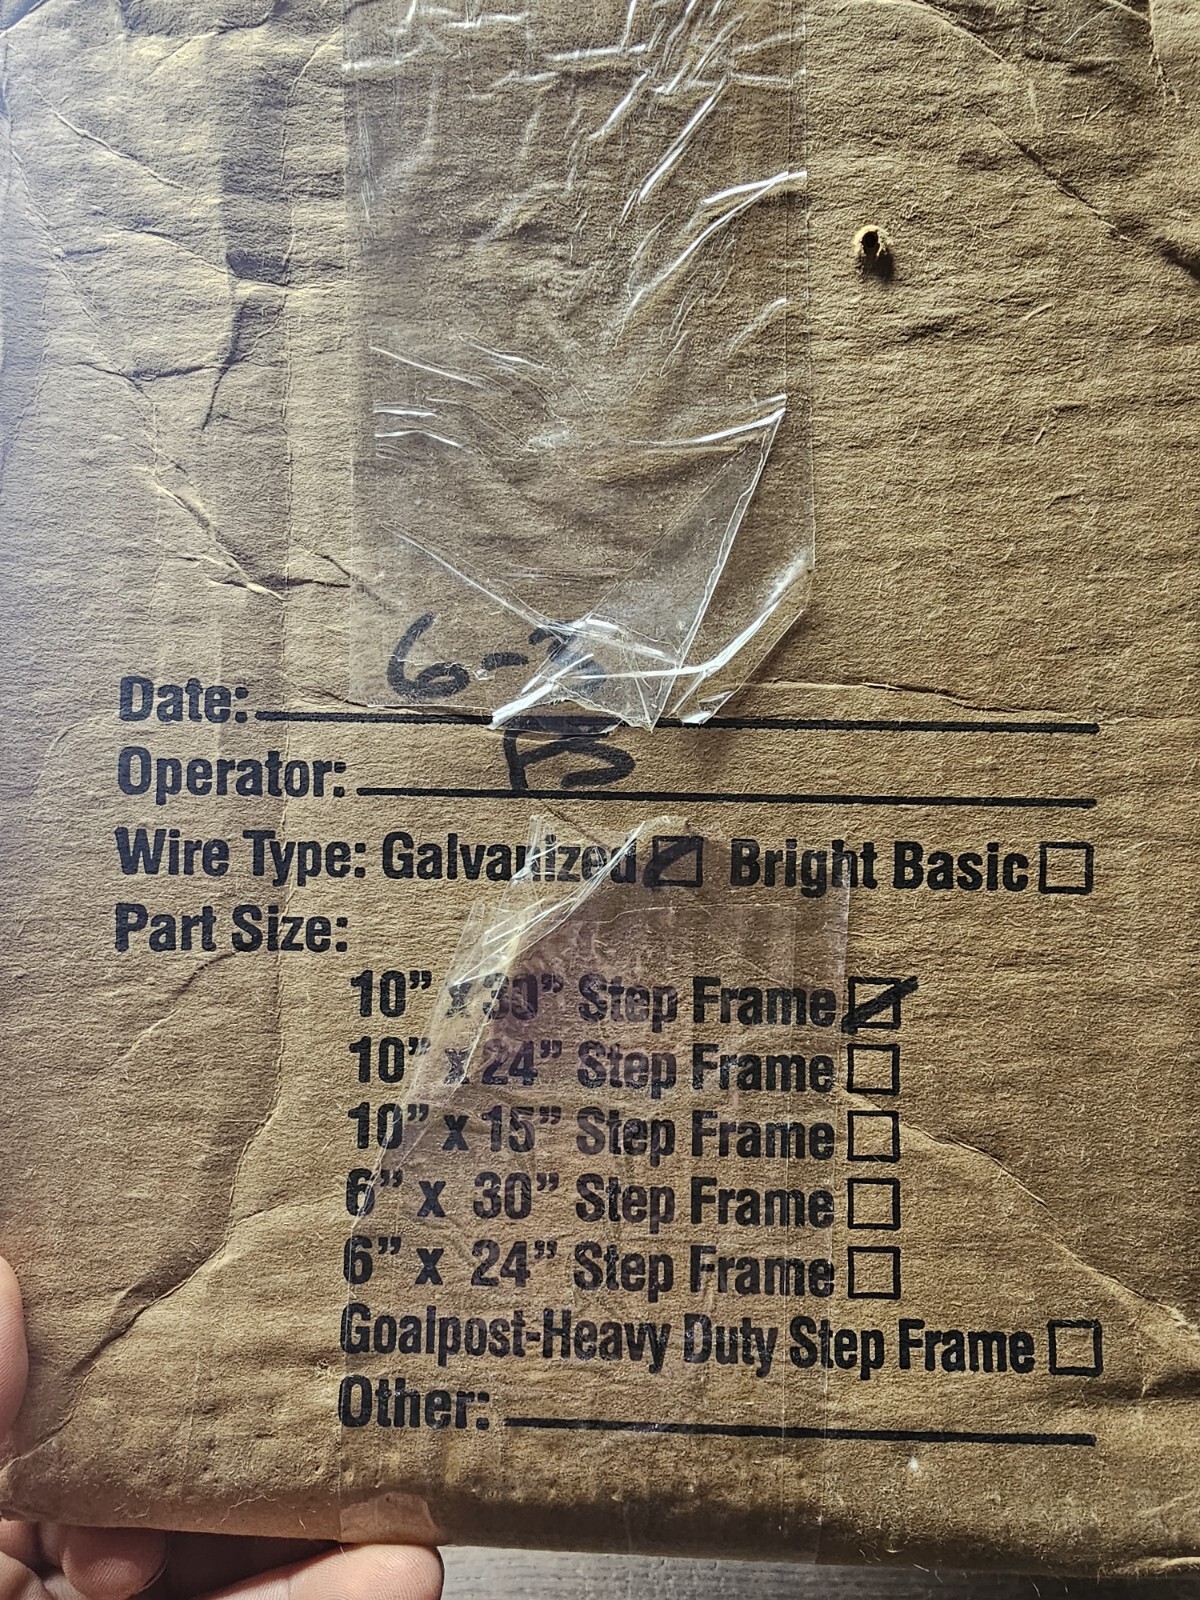 Date: 6-
Operator:
Wire Type: Galvanized Bright Basic
Part Size:
10” x 30” Step Frame
10” x 24” Step Frame
10” x 15” Step Frame
6” x 30” Step Frame
6” x 24” Step Frame
Goalpost-Heavy Duty Step Frame
Other: